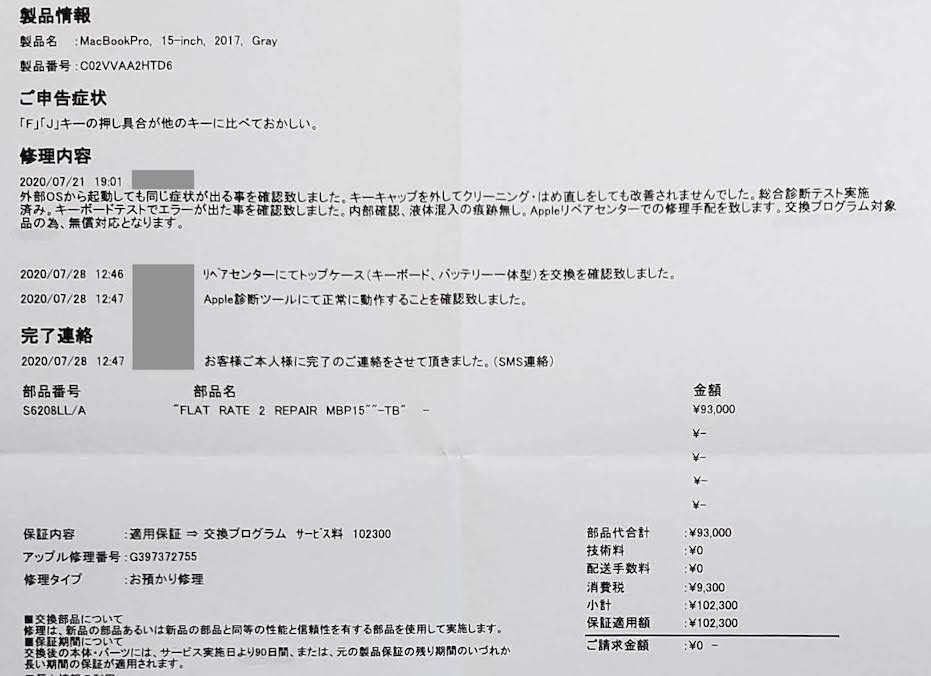 製品情報
製品名 :MacBookPro, 15-inch, 2017, Gray
製品番号:C02VVAA2HTD6
ご申告症状
「F」「J」キーの押し具合が他のキーに比べておかしい。
修理内容
2020/07/21 19:01
外部OSから起動しても同じ症状が出る事を確認致しました。キーキャップを外してクリーニング・はめ直しをしても改善されませんでした。総合診断テスト実施
済み。キーボードテストでエラーが出た事を確認致しました。内部確認、液体混入の痕跡無し。Appleリペアセンターでの修理手配を致します。交換プログラム対象
品の為、無償対応となります。
2020/07/28 12:46 リペアセンターにてトップケース(キーボード、バッテリー一体型)を交換を確認致しました。
2020/07/28 12:47 Apple診断ツールにて正常に動作することを確認致しました。
完了連絡
2020/07/28 12:47 お客様ご本人様に完了のご連絡をさせて頂きました。(SMS連絡)
部品番号 部品名 金額
S6208LL/A "FLAT RATE 2 REPAIR MBP15""-TB" - ¥93,000
¥-
¥-
¥-
¥-
保証内容 :適用保証 ⇒ 交換プログラム サービス料 102300
アップル修理番号:G397372755
修理タイプ :お預かり修理
部品代合計 :¥93,000
技術料 :¥0
配送手数料 :¥0
消費税 :¥9,300
小計 :¥102,300
保証適用額 :¥102,300
ご請求金額 :¥0 -
■交換部品について
修理は、新品の部品あるいは新品の部品と同等の性能と信頼性を有する部品を使用して実施します。
■保証期間について
交換後の本体・パーツには、サービス実施日より90日間、または、元の製品保証の残り期間のいづれか
長い期間の保証が適用されます。